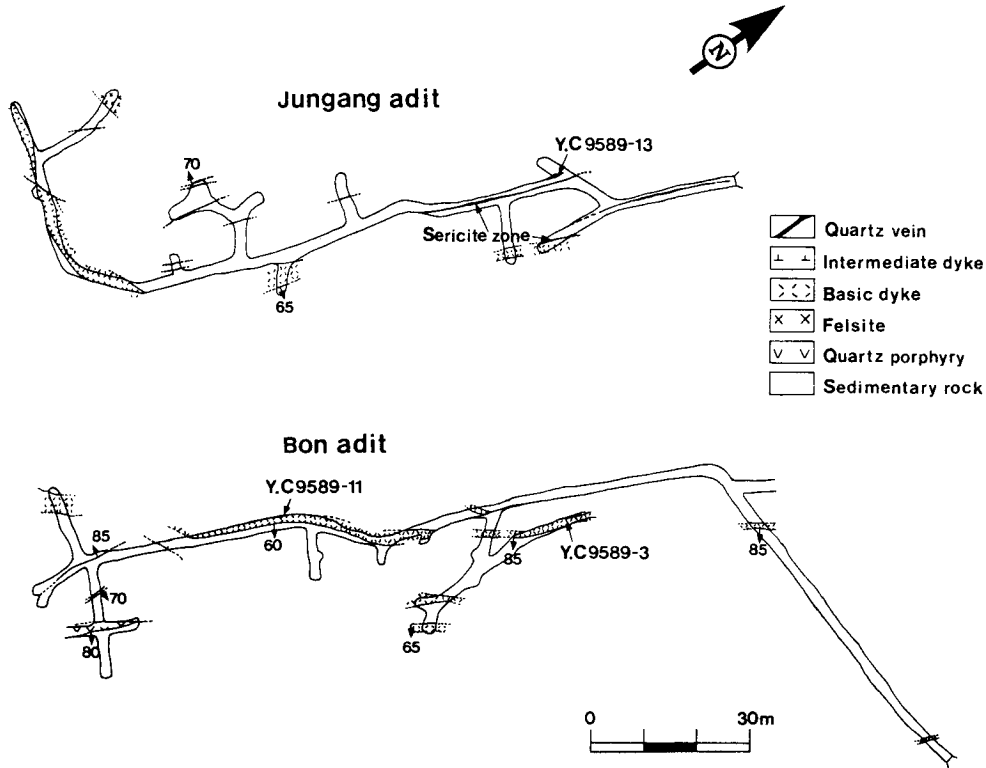 N
Jungang adit
Y.C 9589-13
70
Sericite zone
65
Quartz vein
Intermediate dyke
Basic dyke
Felsite
Quartz porphyry
Sedimentary rock
Bon adit
Y.C9589-11
85
60
85
Y.C9589-3
85
70
80
65
0 30m